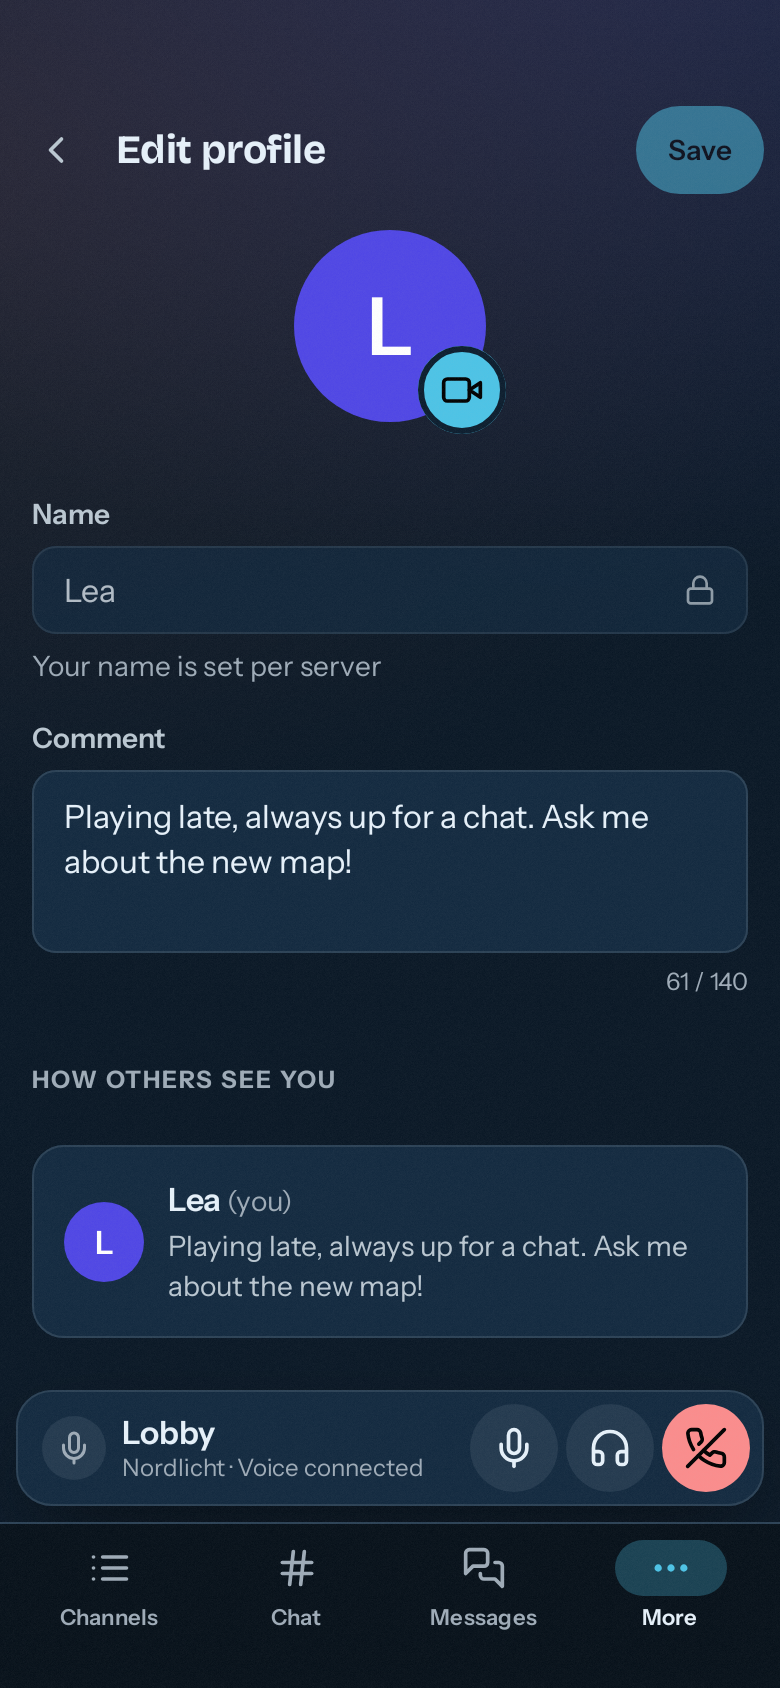 Edit profile
Save
L
Name
Lea
Your name is set per server
Comment
Playing late, always up for a chat. Ask me
about the new map!
61 / 140
HOW OTHERS SEE YOU
L
Lea (you)
Playing late, always up for a chat. Ask me
about the new map!
Lobby
Nordlicht · Voice connected
Channels
Chat
Messages
More